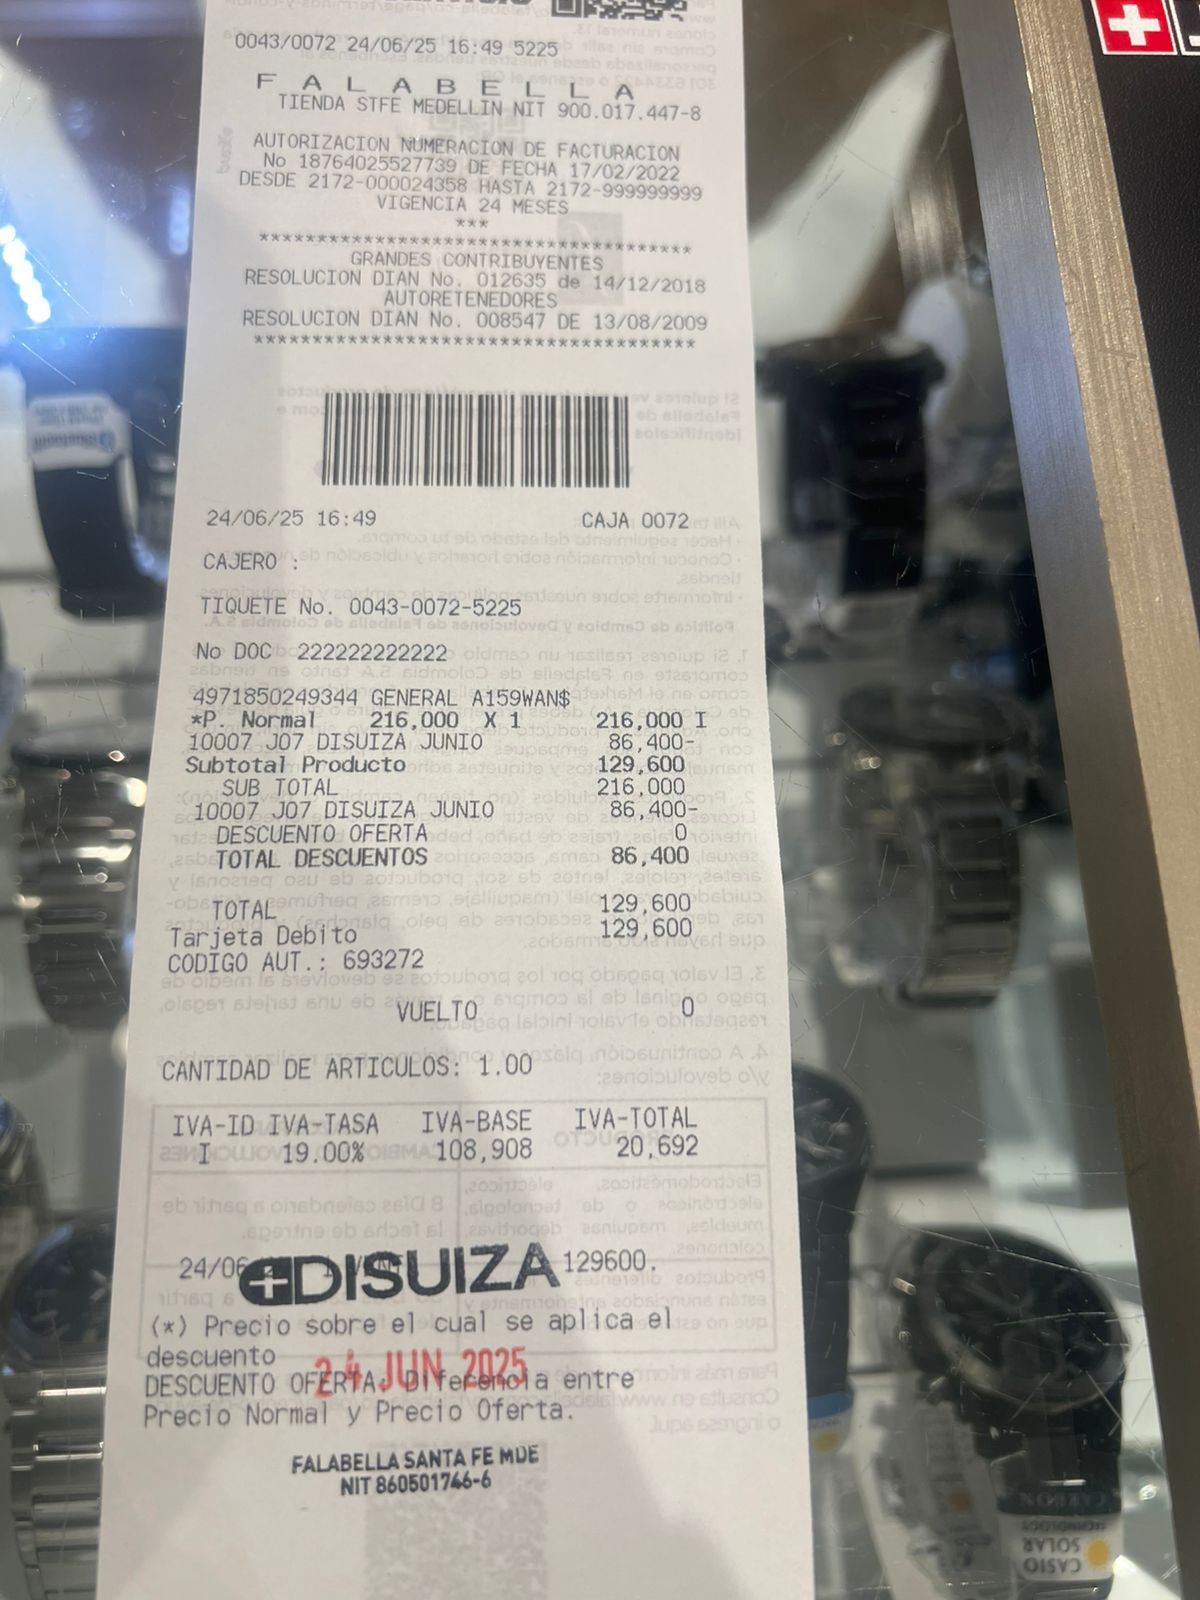 0043/0072 24/06/25 16:49 5225
FALABELLA
TIENDA STFE MEDELLIN NIT 900.017.447-8
AUTORIZACION NUMERACION DE FACTURACION
No 18764025527739 DE FECHA 17/02/2022
DESDE 2172-000024358 HASTA 2172-999999999
VIGENCIA 24 MESES
***
***************************************
GRANDES CONTRIBUYENTES
RESOLUCION DIAN No. 012635 de 14/12/2018
AUTORETENEDORES
RESOLUCION DIAN No. 008547 DE 13/08/2009
***************************************
24/06/25 16:49 CAJA 0072
CAJERO :
TIQUETE No. 0043-0072-5225
No DOC 222222222222
4971850249344 GENERAL A159WAN$
*P. Normal 216,000 X 1 216,000 I
10007 J07 DISUIZA JUNIO 86,400-
Subtotal Producto 129,600
SUB TOTAL 216,000
10007 J07 DISUIZA JUNIO 86,400-
DESCUENTO OFERTA 0
TOTAL DESCUENTOS 86,400
TOTAL 129,600
Tarjeta Debito 129,600
CODIGO AUT.: 693272
VUELTO 0
CANTIDAD DE ARTICULOS: 1.00
IVA-ID IVA-TASA IVA-BASE IVA-TOTAL
I 19.00% 108,908 20,692
24/06 DISUIZA 129600.
(*) Precio sobre el cual se aplica el
descuento
24 JUN 2025
DESCUENTO OFERTA: Diferencia entre
Precio Normal y Precio Oferta.
FALABELLA SANTA FE MDE
NIT 860501746-6
CARBON
SOLAR
CASIO